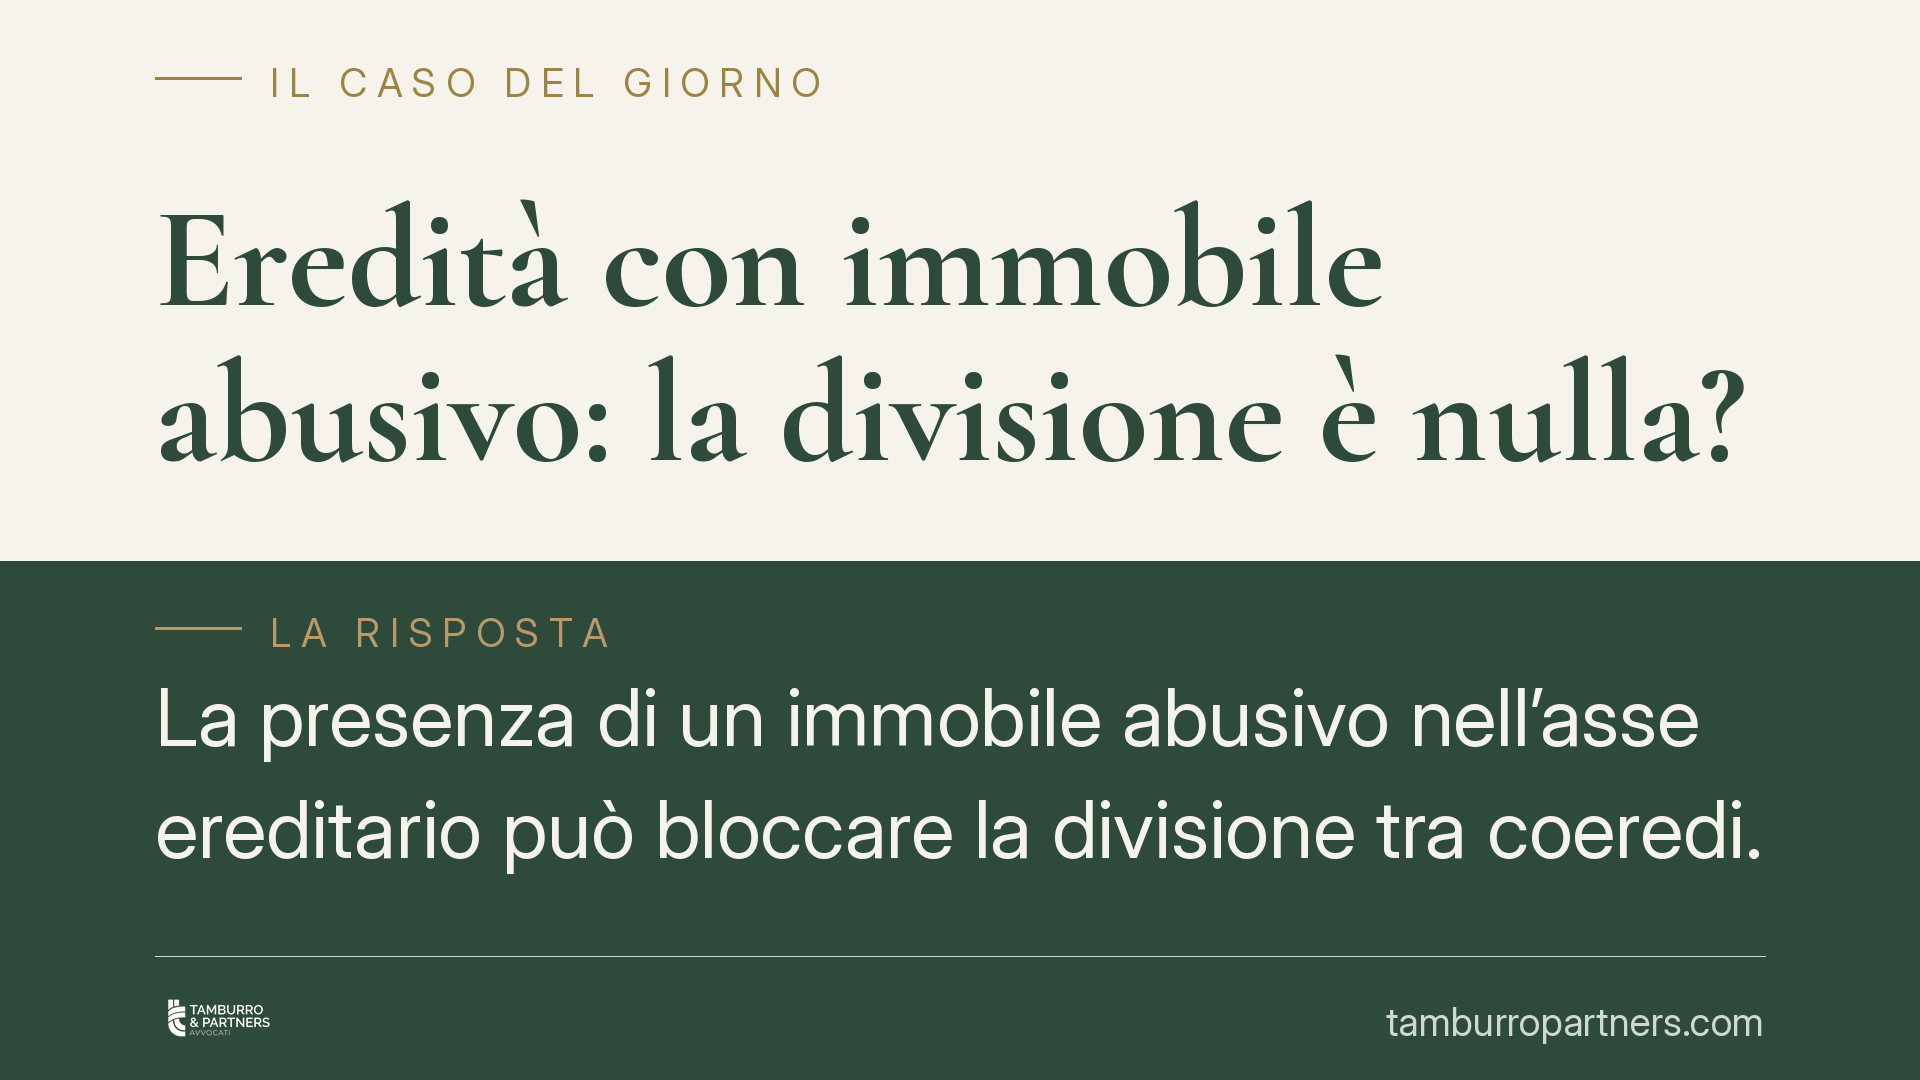 IL CASO DEL GIORNO
Eredità con immobile
abusivo: la divisione è nulla?
LA RISPOSTA
La presenza di un immobile abusivo nell’asse
ereditario può bloccare la divisione tra coeredi.
TAMBURRO
& PARTNERS
AVVOCATI
tamburropartners.com